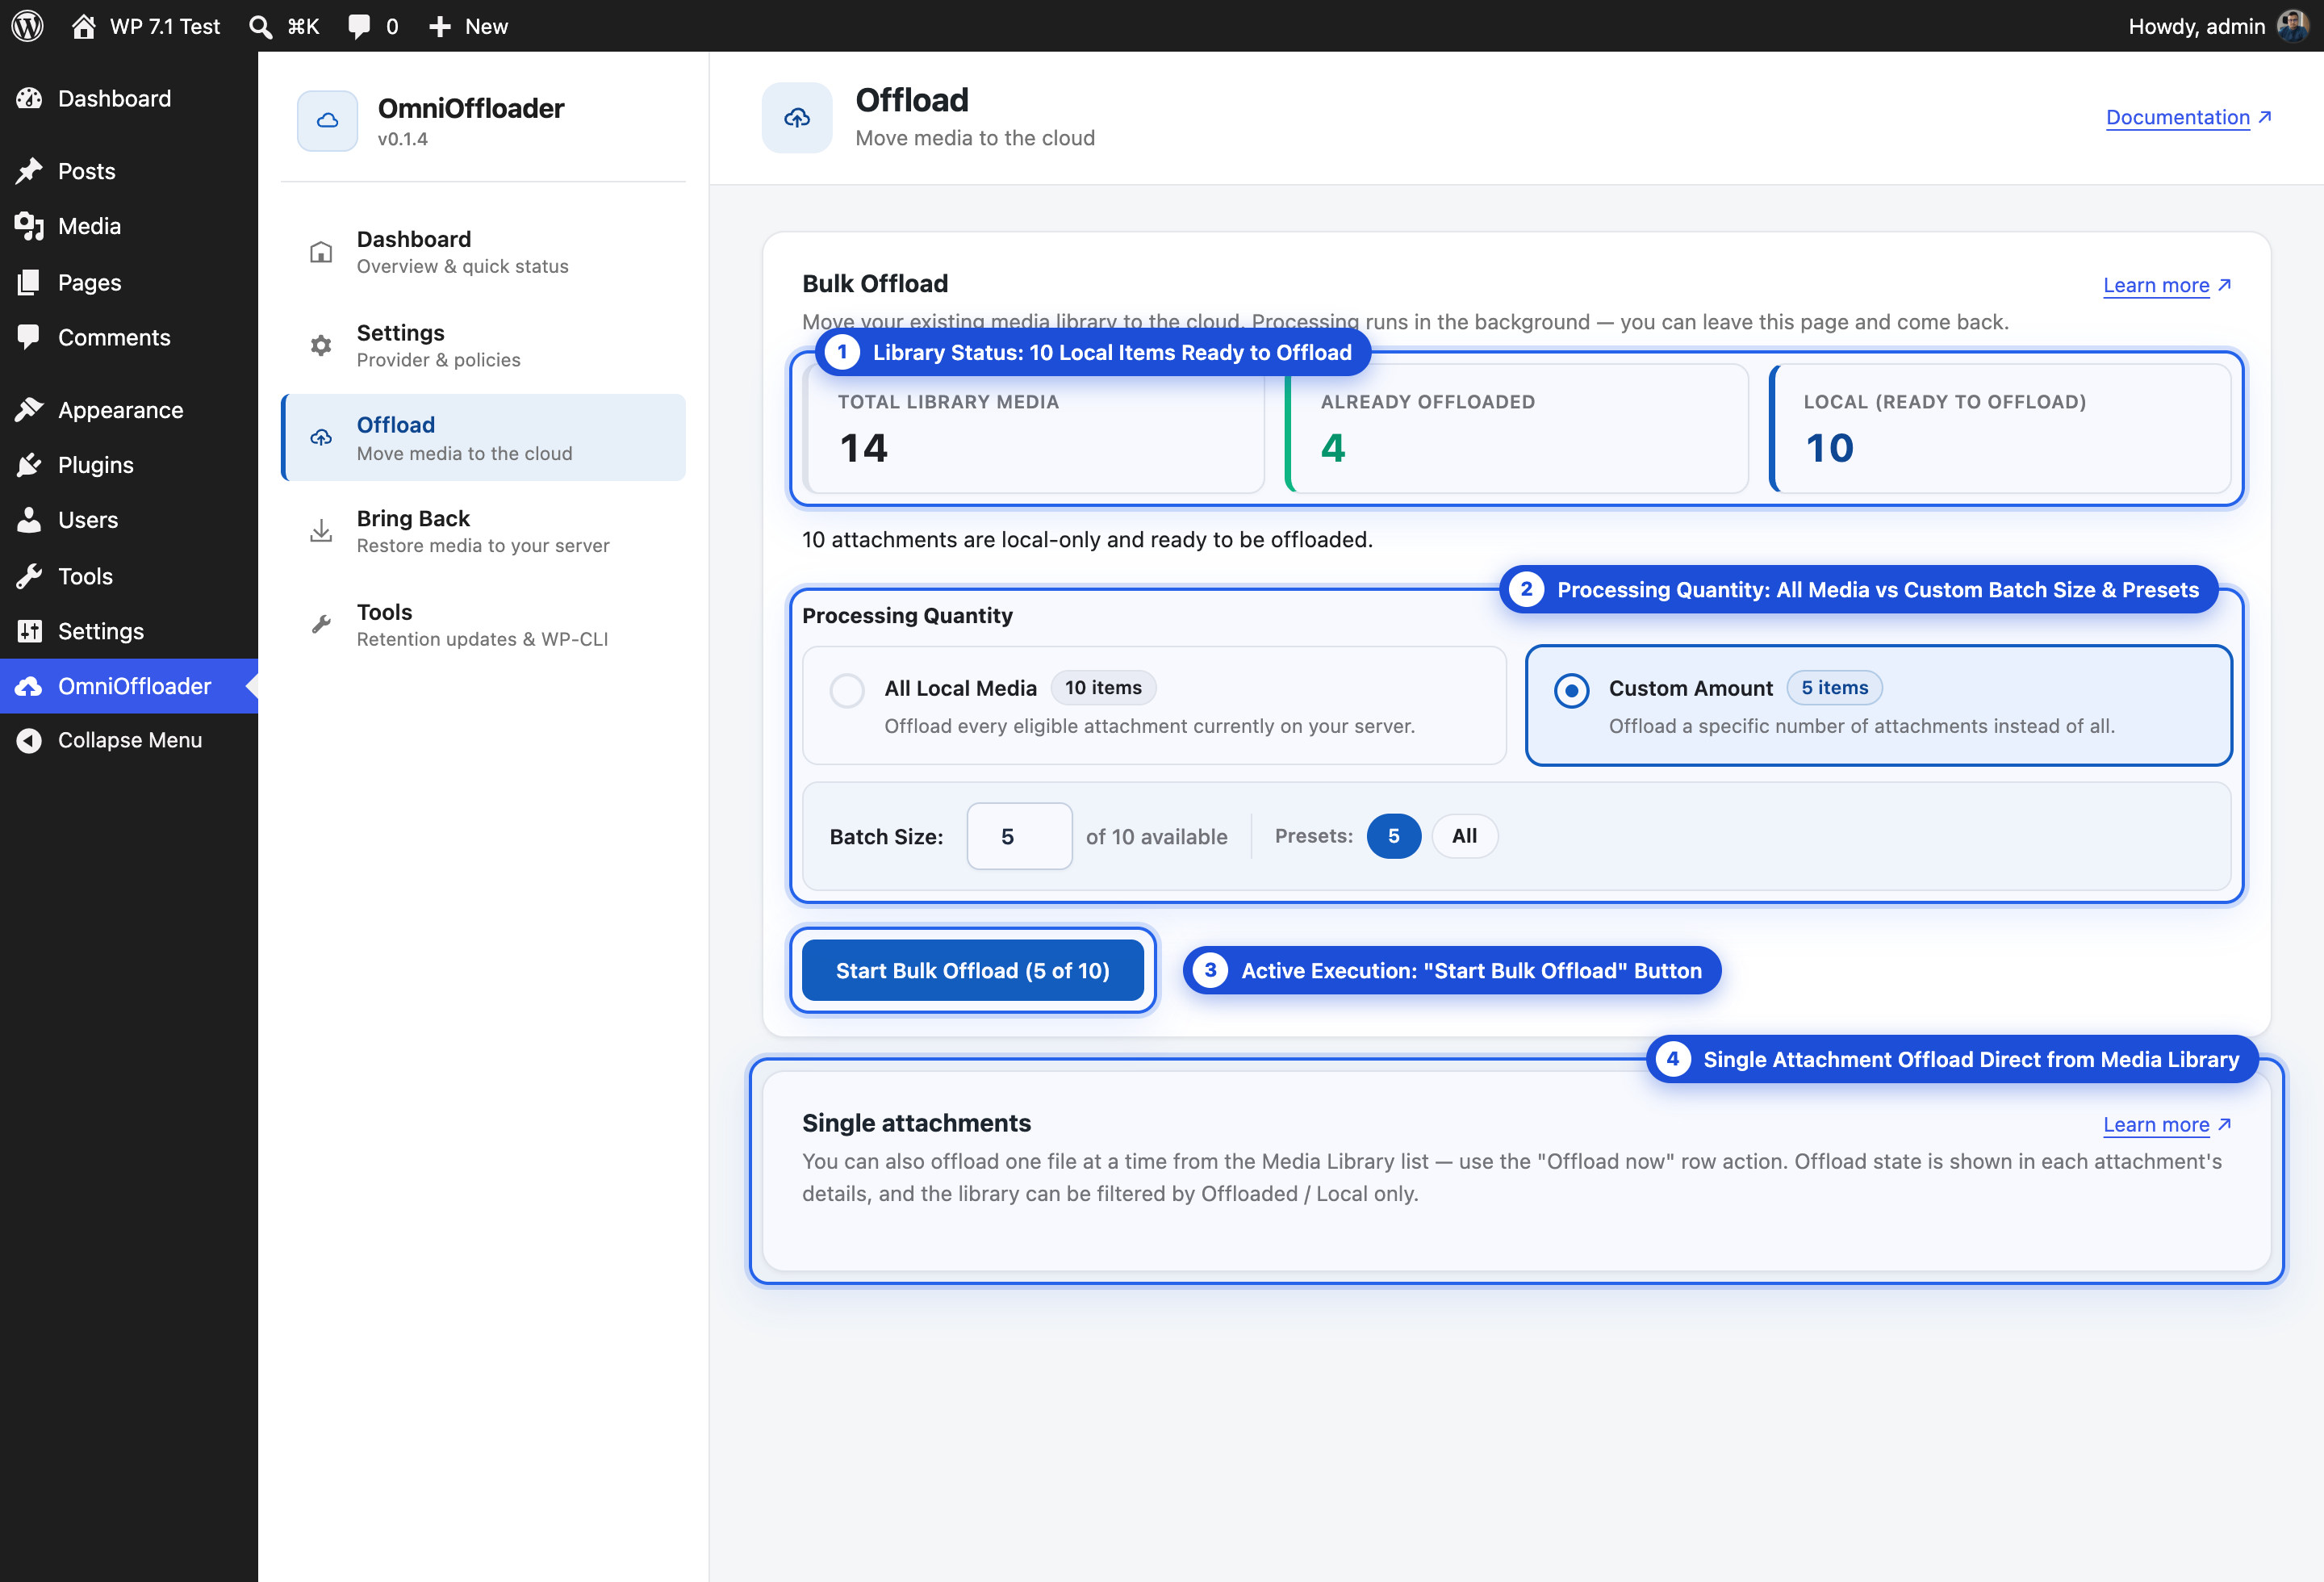 WP 7.1 Test
⌘K
0
New
Howdy, admin
Dashboard
Posts
Media
Pages
Comments
Appearance
Plugins
Users
Tools
Settings
OmniOffloader
Collapse Menu
OmniOffloader
v0.1.4
Dashboard
Overview & quick status
Settings
Provider & policies
Offload
Move media to the cloud
Bring Back
Restore media to your server
Tools
Retention updates & WP-CLI
Offload
Move media to the cloud
Documentation
Bulk Offload
Learn more
Move your existing media library to the cloud. Processing runs in the background — you can leave this page and come back.
1 Library Status: 10 Local Items Ready to Offload
TOTAL LIBRARY MEDIA
14
ALREADY OFFLOADED
4
LOCAL (READY TO OFFLOAD)
10
10 attachments are local-only and ready to be offloaded.
2 Processing Quantity: All Media vs Custom Batch Size & Presets
Processing Quantity
All Local Media 10 items
Offload every eligible attachment currently on your server.
Custom Amount 5 items
Offload a specific number of attachments instead of all.
Batch Size: 5 of 10 available Presets: 5 All
Start Bulk Offload (5 of 10)
3 Active Execution: "Start Bulk Offload" Button
4 Single Attachment Offload Direct from Media Library
Single attachments
Learn more
You can also offload one file at a time from the Media Library list — use the "Offload now" row action. Offload state is shown in each attachment's
details, and the library can be filtered by Offloaded / Local only.